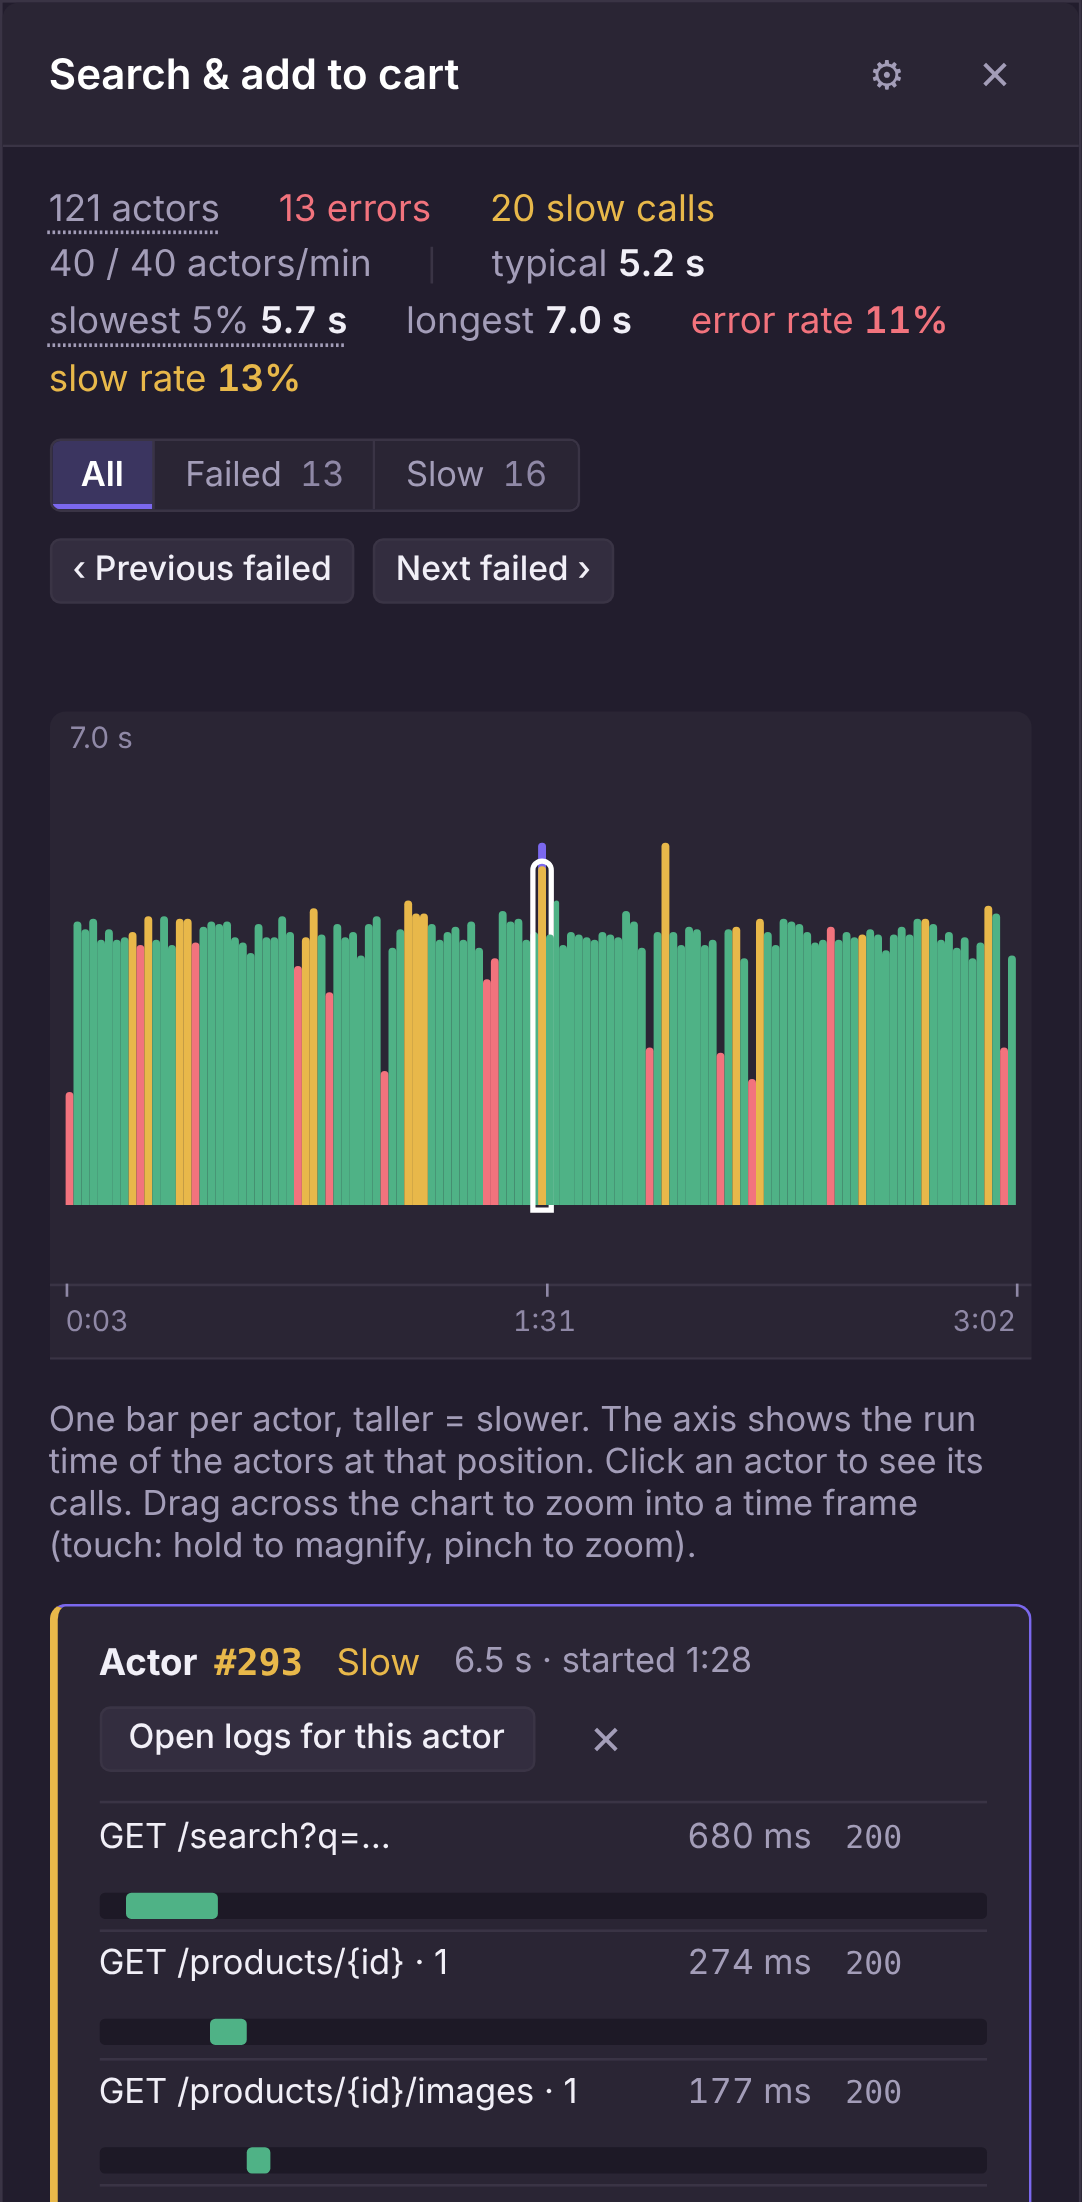 Search & add to cart ⚙ ✕
121 actors 13 errors 20 slow calls
40 / 40 actors/min typical 5.2 s
slowest 5% 5.7 s longest 7.0 s error rate 11%
slow rate 13%
All Failed 13 Slow 16
‹ Previous failed Next failed ›
7.0 s
0:03 1:31 3:02
One bar per actor, taller = slower. The axis shows the run
time of the actors at that position. Click an actor to see its
calls. Drag across the chart to zoom into a time frame
(touch: hold to magnify, pinch to zoom).
Actor #293 Slow 6.5 s · started 1:28
Open logs for this actor ✕
GET /search?q=... 680 ms 200
GET /products/{id} · 1 274 ms 200
GET /products/{id}/images · 1 177 ms 200